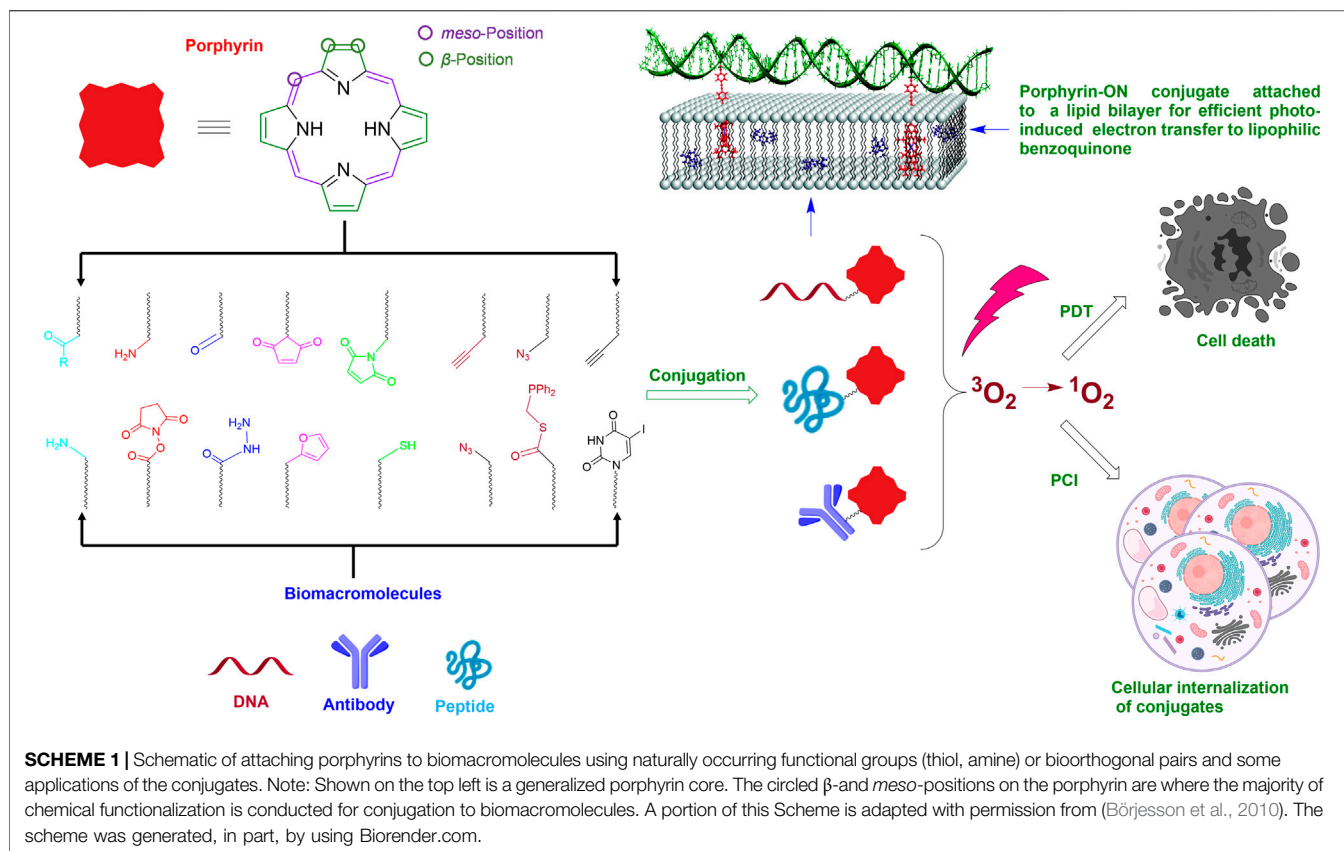 Porphyrin
meso-Position
β-Position
N
NH
HN
N
Porphyrin-ON conjugate attached
to a lipid bilayer for efficient photo-
induced electron transfer to lipophilic
benzoquinone
O
R
H₂N
O
O
O
O
N
O
N₃
PDT
Cell death
Conjugation
³O₂
¹O₂
H₂N
O
N
O
O
O
NH₂
NH
O
O
SH
N₃
PPh₂
S
O
O
HN
O
N
I
PCI
Biomacromolecules
DNA
Antibody
Peptide
Cellular internalization
of conjugates
SCHEME 1 | Schematic of attaching porphyrins to biomacromolecules using naturally occurring functional groups (thiol, amine) or bioorthogonal pairs and some
applications of the conjugates. Note: Shown on the top left is a generalized porphyrin core. The circled β-and meso-positions on the porphyrin are where the majority of
chemical functionalization is conducted for conjugation to biomacromolecules. A portion of this Scheme is adapted with permission from (Börjesson et al., 2010). The
scheme was generated, in part, by using Biorender.com.